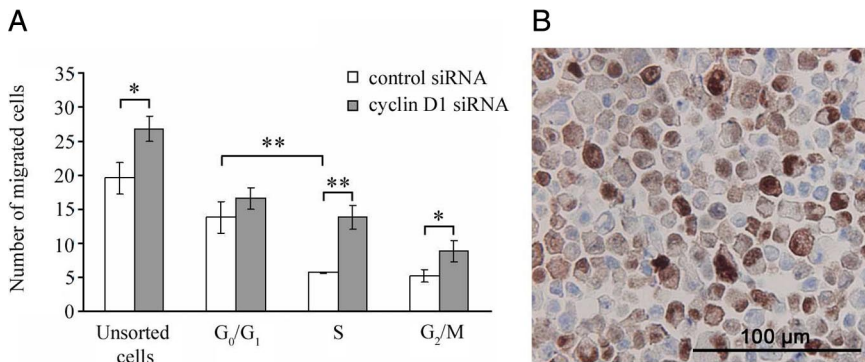 A
B
Number of migrated cells
35
30
25
20
15
10
5
0
control siRNA
cyclin D1 siRNA
*
**
**
*
Unsorted
cells
G₀/G₁
S
G₂/M
100 µm